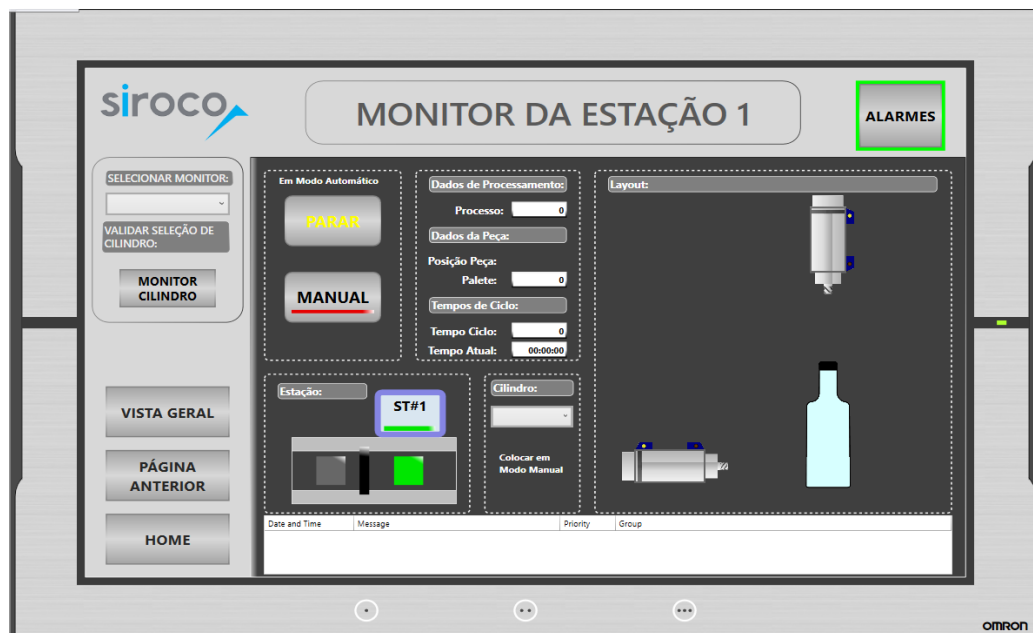 siroco
MONITOR DA ESTAÇÃO 1
ALARMES
SELECIONAR MONITOR:
VALIDAR SELEÇÃO DE
CILINDRO:
MONITOR
CILINDRO
VISTA GERAL
PÁGINA
ANTERIOR
HOME
Em Modo Automático
PARAR
MANUAL
Dados de Processamento:
Processo: 0
Dados da Peça:
Posição Peça:
Palete: 0
Tempos de Ciclo:
Tempo Ciclo: 0
Tempo Atual: 00:00:00
Layout:
Estação:
ST#1
Cilindro:
Colocar em
Modo Manual
Date and Time Message Priority Group
OMRON